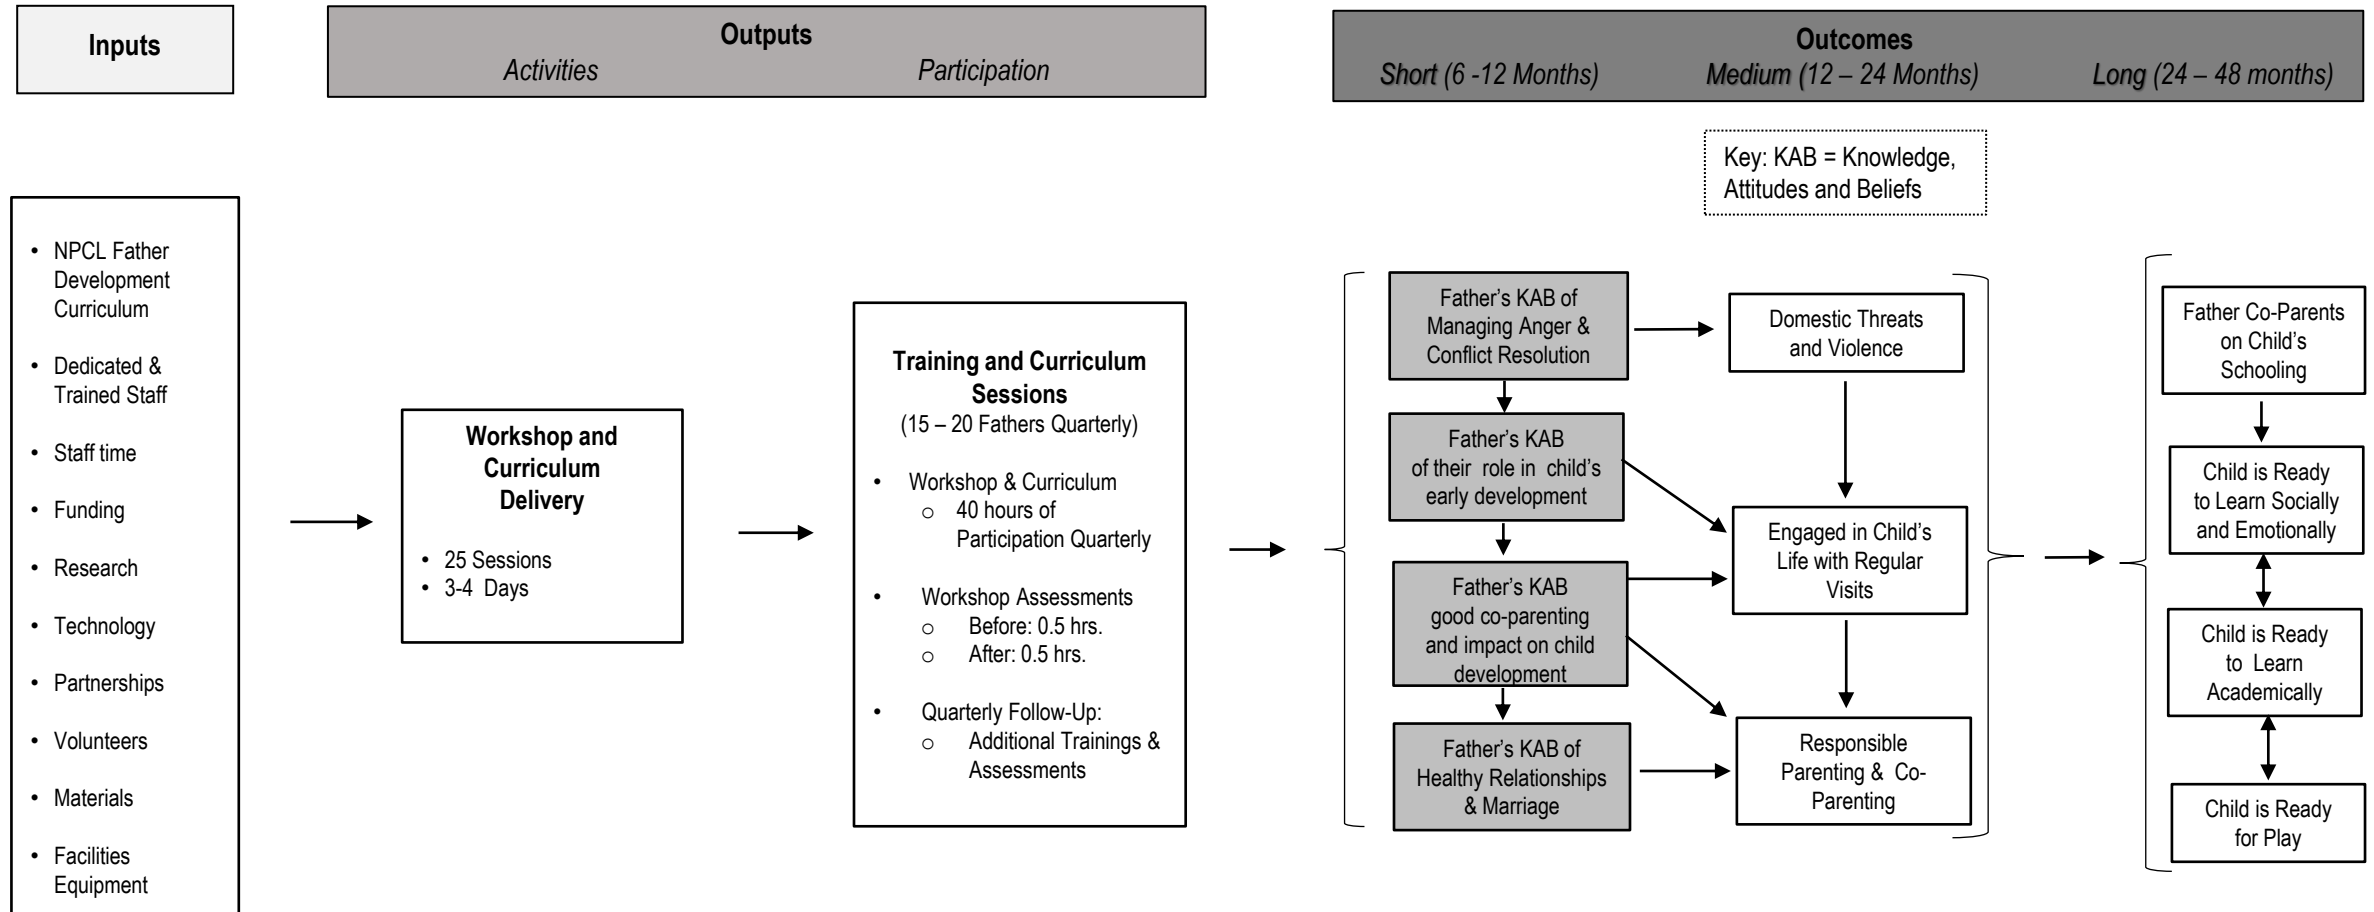 Inputs
Outputs
Activities
Participation
Outcomes
Short (6 -12 Months)
Medium (12 – 24 Months)
Long (24 – 48 months)
Key: KAB = Knowledge,
Attitudes and Beliefs
• NPCL Father
Development
Curriculum
• Dedicated &
Trained Staff
• Staff time
• Funding
• Research
• Technology
• Partnerships
• Volunteers
• Materials
• Facilities
Equipment
Workshop and
Curriculum
Delivery
• 25 Sessions
• 3-4 Days
Training and Curriculum
Sessions
(15 – 20 Fathers Quarterly)
• Workshop & Curriculum
o 40 hours of
Participation Quarterly
• Workshop Assessments
o Before: 0.5 hrs.
o After: 0.5 hrs.
• Quarterly Follow-Up:
o Additional Trainings &
Assessments
Father’s KAB of
Managing Anger &
Conflict Resolution
Father’s KAB
of their role in child’s
early development
Father’s KAB
good co-parenting
and impact on child
development
Father’s KAB of
Healthy Relationships
& Marriage
Domestic Threats
and Violence
Engaged in Child’s
Life with Regular
Visits
Responsible
Parenting & Co-
Parenting
Father Co-Parents
on Child’s
Schooling
Child is Ready
to Learn Socially
and Emotionally
Child is Ready
to Learn
Academically
Child is Ready
for Play